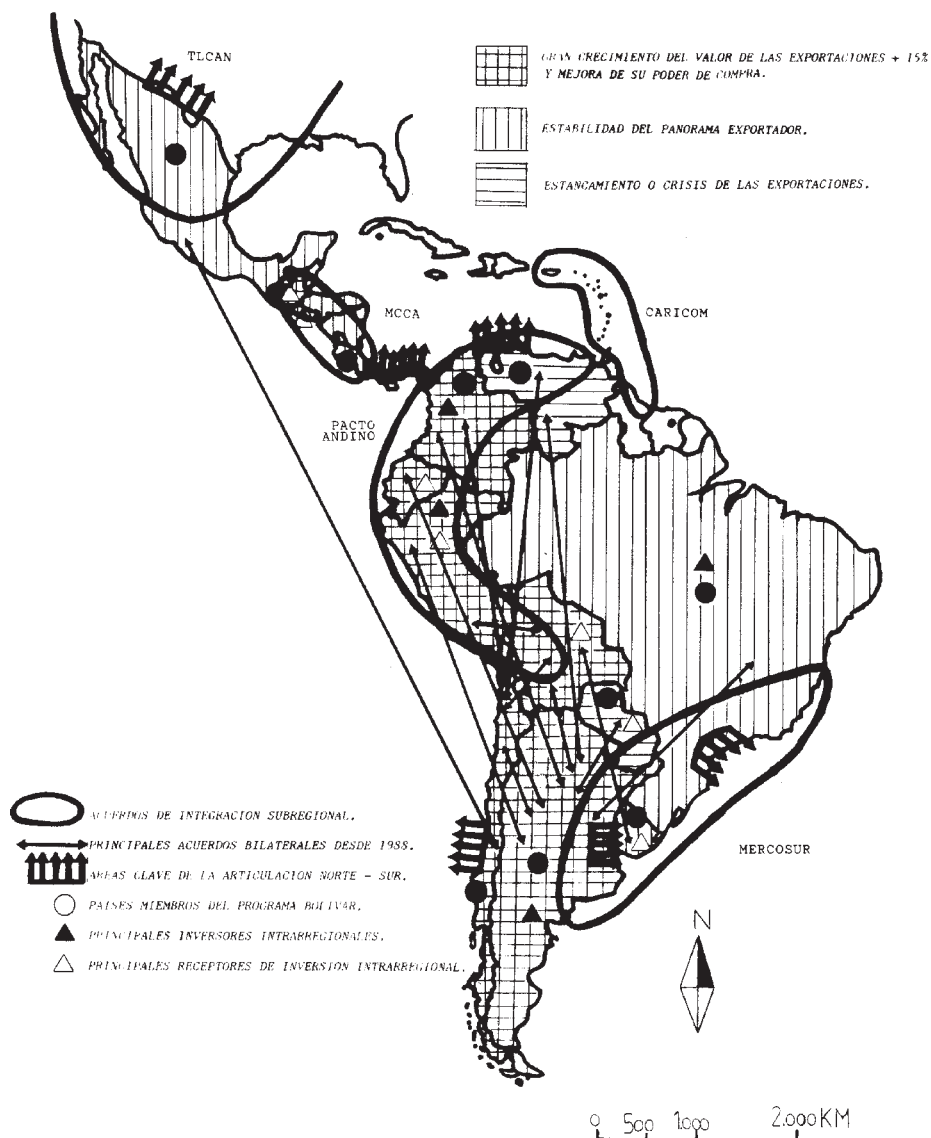 TLCAN
GRAN CRECIMIENTO DEL VALOR DE LAS EXPORTACIONES + 15%
Y MEJORA DE SU PODER DE COMPRA.
ESTABILIDAD DEL PANORAMA EXPORTADOR.
ESTANCAMIENTO O CRISIS DE LAS EXPORTACIONES.
MCCA
CARICOM
PACTO
ANDINO
ACUERDOS DE INTEGRACION SUBREGIONAL.
PRINCIPALES ACUERDOS BILATERALES DESDE 1988.
AREAS CLAVE DE LA ARTICULACION NORTE - SUR.
PAISES MIEMBROS DEL PROGRAMA BOLIVAR.
PRINCIPALES INVERSORES INTRARREGIONALES.
PRINCIPALES RECEPTORES DE INVERSION INTRARREGIONAL.
MERCOSUR
N
0 500 1.000 2.000 KM